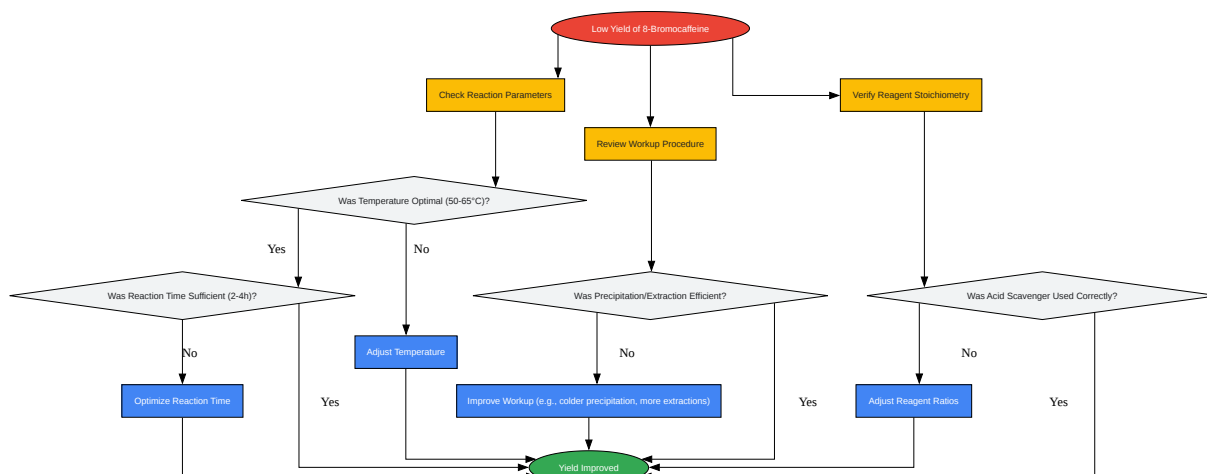 Low Yield of 8-Bromocaffeine
Check Reaction Parameters
Verify Reagent Stoichiometry
Review Workup Procedure
Was Temperature Optimal (50-65°C)?
Yes
No
Was Reaction Time Sufficient (2-4h)?
Was Precipitation/Extraction Efficient?
Was Acid Scavenger Used Correctly?
No
Adjust Temperature
No
No
Optimize Reaction Time
Yes
Improve Workup (e.g., colder precipitation, more extractions)
Yes
Adjust Reagent Ratios
Yes
Yield Improved